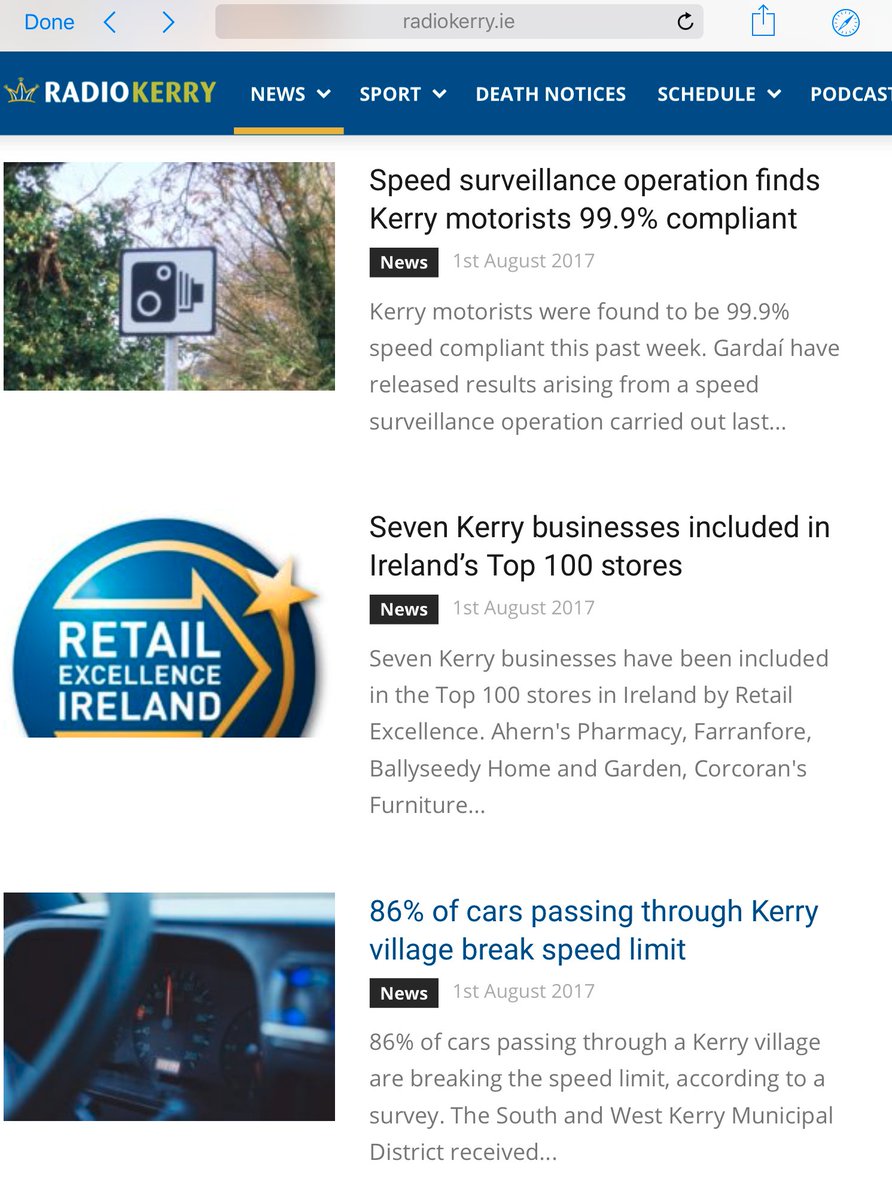 Done radiokerry.ie
RADIOKERRY NEWS SPORT DEATH NOTICES SCHEDULE PODCAST
Speed surveillance operation finds
Kerry motorists 99.9% compliant
News 1st August 2017
Kerry motorists were found to be 99.9%
speed compliant this past week. Gardaí have
released results arising from a speed
surveillance operation carried out last...
Seven Kerry businesses included in
Ireland’s Top 100 stores
News 1st August 2017
RETAIL
EXCELLENCE
IRELAND
Seven Kerry businesses have been included
in the Top 100 stores in Ireland by Retail
Excellence. Ahern's Pharmacy, Farranfore,
Ballyseedy Home and Garden, Corcoran's
Furniture...
86% of cars passing through Kerry
village break speed limit
News 1st August 2017
86% of cars passing through a Kerry village
are breaking the speed limit, according to a
survey. The South and West Kerry Municipal
District received...